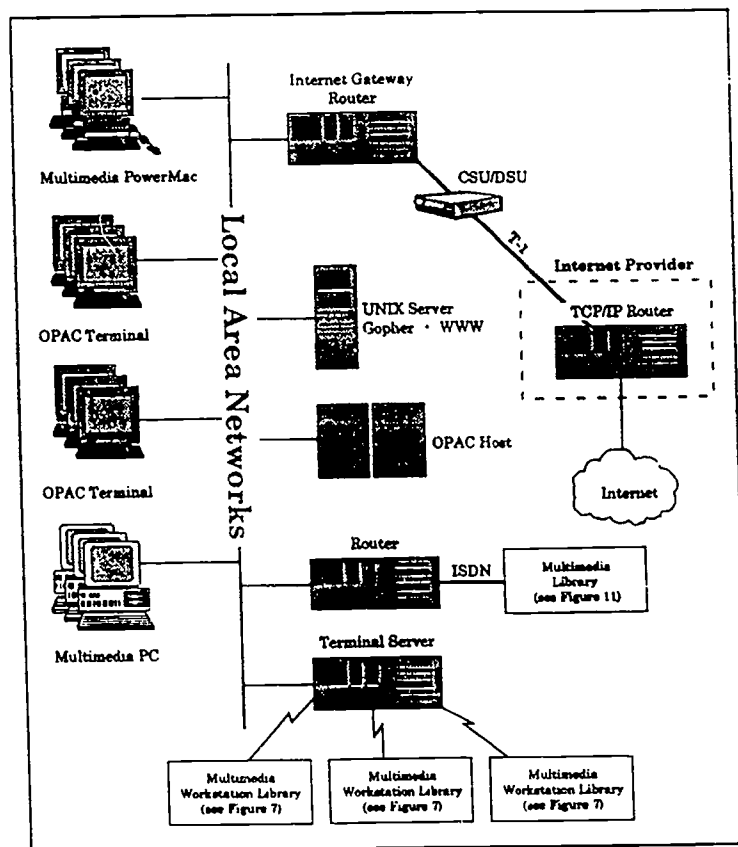 Internet Gateway
Router
Multimedia PowerMac
CSU/DSU
T-1
Local Area Networks
Internet Provider
TCP/IP Router
OPAC Terminal
UNIX Server
Gopher · WWW
OPAC Host
Internet
OPAC Terminal
Router
ISDN
Multimedia
Library
(see Figure 11)
Multimedia PC
Terminal Server
Multimedia
Workstation Library
(see Figure 7)
Multimedia
Workstation Library
(see Figure 7)
Multimedia
Workstation Library
(see Figure 7)